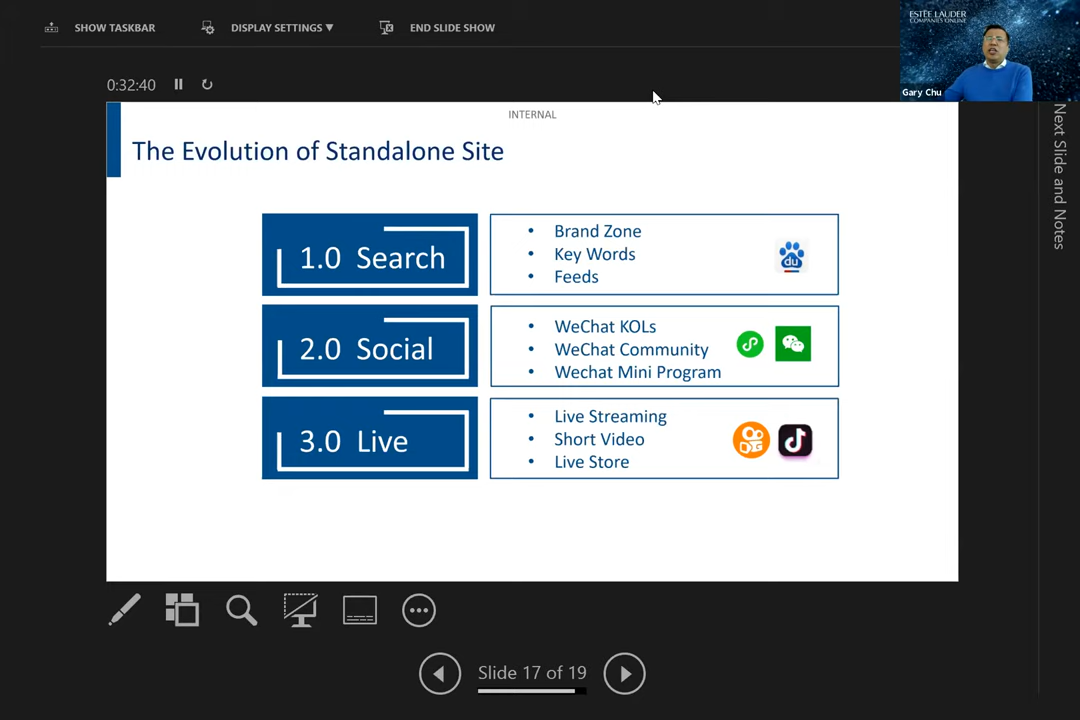 SHOW TASKBAR
DISPLAY SETTINGS ▼
END SLIDE SHOW
ESTĒE LAUDER
COMPANIES ONLINE
Gary Chu
0:32:40
INTERNAL
The Evolution of Standalone Site
1.0 Search
• Brand Zone
• Key Words
• Feeds
du
2.0 Social
• WeChat KOLs
• WeChat Community
• Wechat Mini Program
3.0 Live
• Live Streaming
• Short Video
• Live Store
Next Slide and Notes
Slide 17 of 19